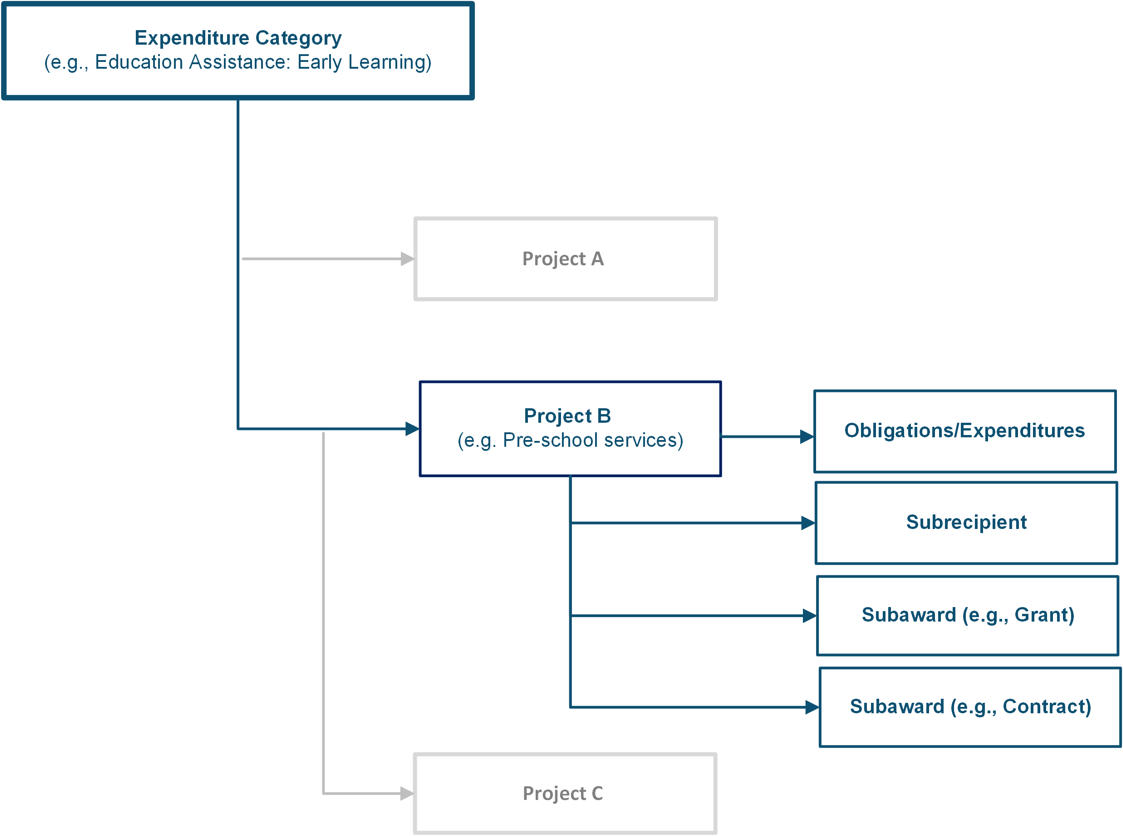 Expenditure Category
(e.g., Education Assistance: Early Learning)
Project A
Project B
(e.g. Pre-school services)
Obligations/Expenditures
Subrecipient
Subaward (e.g., Grant)
Subaward (e.g., Contract)
Project C